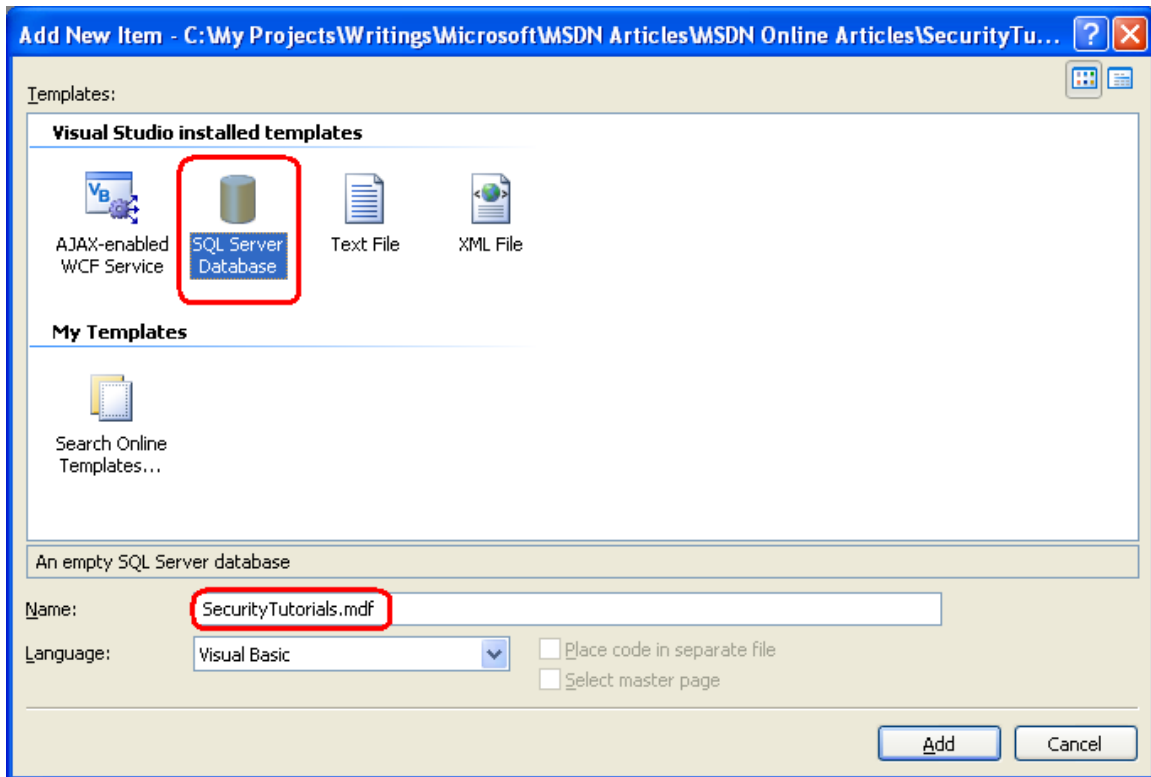 Add New Item - C:\My Projects\Writings\Microsoft\MSDN Articles\MSDN Online Articles\SecurityTu...
Templates:
Visual Studio installed templates
AJAX-enabled
WCF Service
SQL Server
Database
Text File
XML File
My Templates
Search Online
Templates...
An empty SQL Server database
Name:
SecurityTutorials.mdf
Language:
Visual Basic
Place code in separate file
Select master page
Add
Cancel